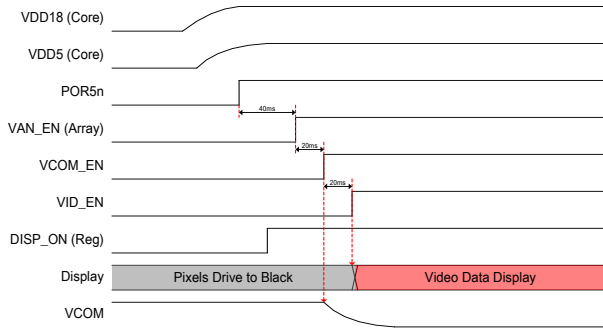 VDD18 (Core)
VDD5 (Core)
POR5n
40ms
VAN_EN (Array)
20ms
VCOM_EN
20ms
VID_EN
DISP_ON (Reg)
Display Pixels Drive to Black Video Data Display
VCOM